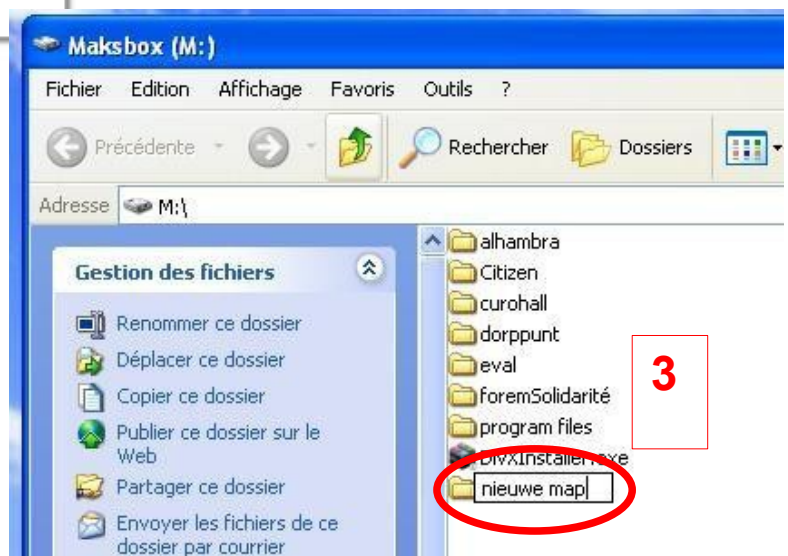 Maksbox (M:)
Fichier Edition Affichage Favoris Outils ?
Précédente Rechercher Dossiers
Adresse M:\
Gestion des fichiers
Renommer ce dossier
Déplacer ce dossier
Copier ce dossier
Publier ce dossier sur le
Web
Partager ce dossier
Envoyer les fichiers de ce
dossier par courrier
alhambra
Citizen
curohall
dorppunt
eval
foremSolidarité
program files
DivXInstaller.exe
nieuwe map
3